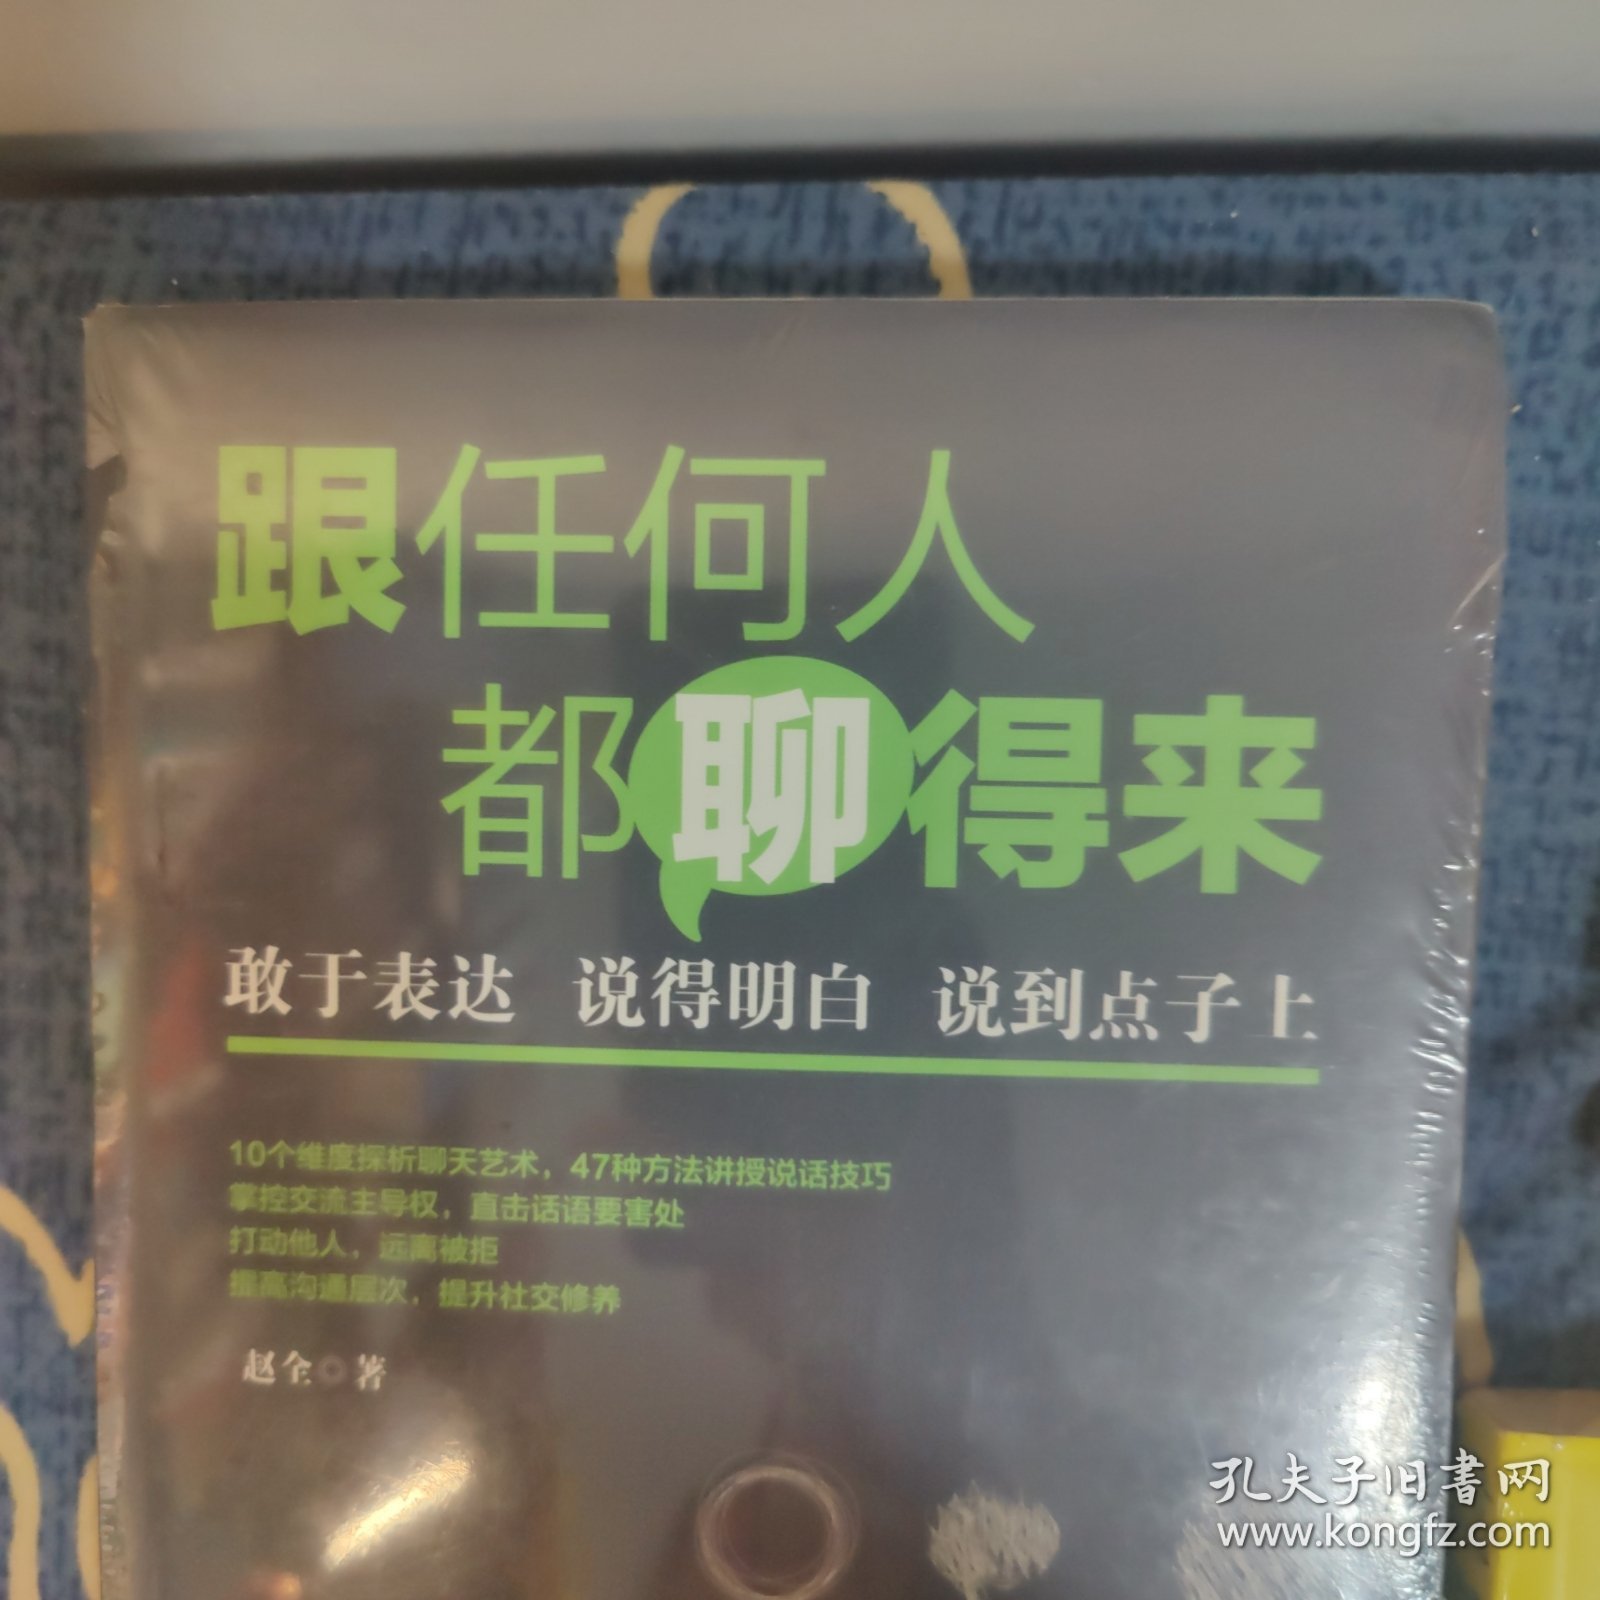 跟任何人
都聊得来
敢于表达 说得明白 说到点子上
10个维度探析聊天艺术，47种方法讲授说话技巧
掌控交流主导权，直击话语要害处
打动他人，远离被拒
提高沟通层次，提升社交修养
赵全 著
孔夫子旧書网
www.kongfz.com